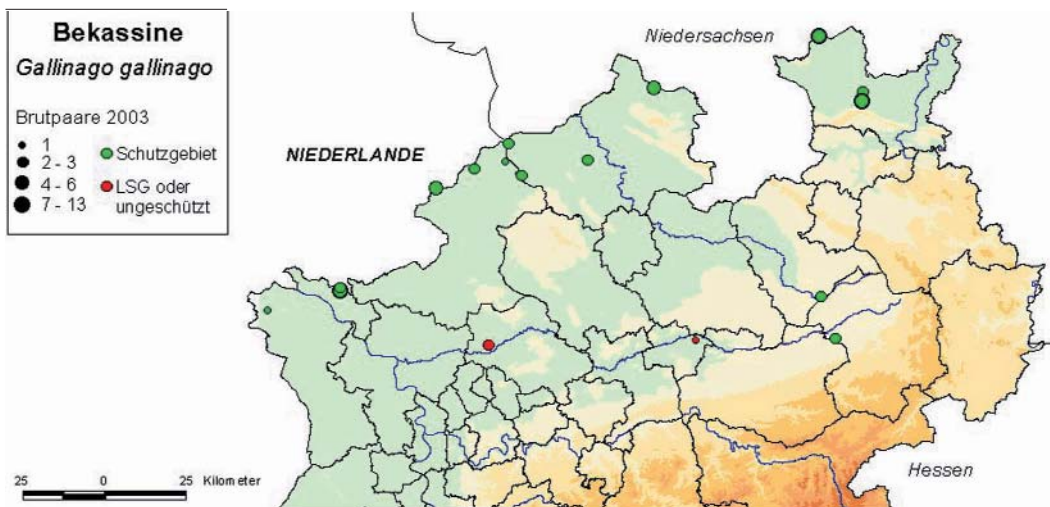 Bekassine
Gallinago gallinago
Brutpaare 2003
1
2 - 3
4 - 6
7 - 13
Schutzgebiet
LSG oder
ungeschützt
Niedersachsen
NIEDERLANDE
Hessen
25 0 25 Kilometer